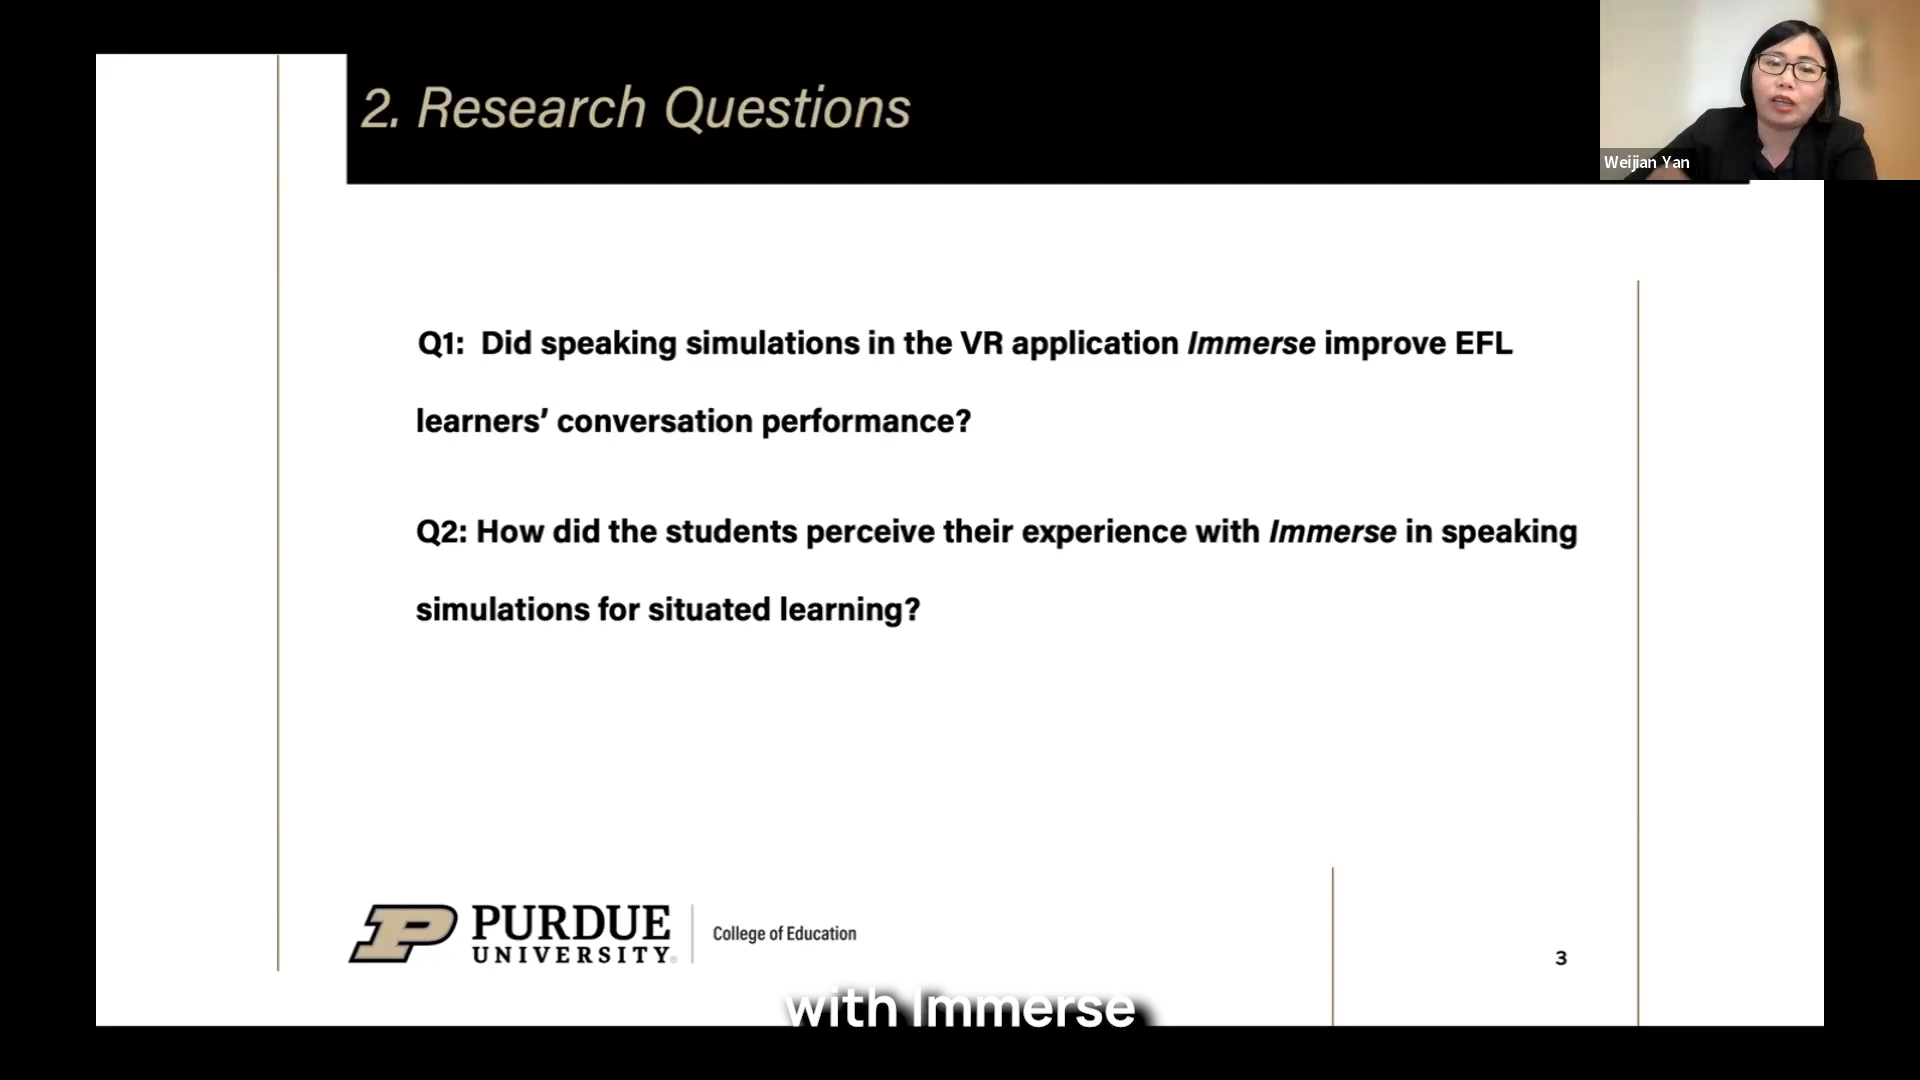 2. Research Questions
Weijian Yan
Q1: Did speaking simulations in the VR application Immerse improve EFL
learners’ conversation performance?
Q2: How did the students perceive their experience with Immerse in speaking
simulations for situated learning?
PURDUE
UNIVERSITY®
College of Education
3
with Immerse